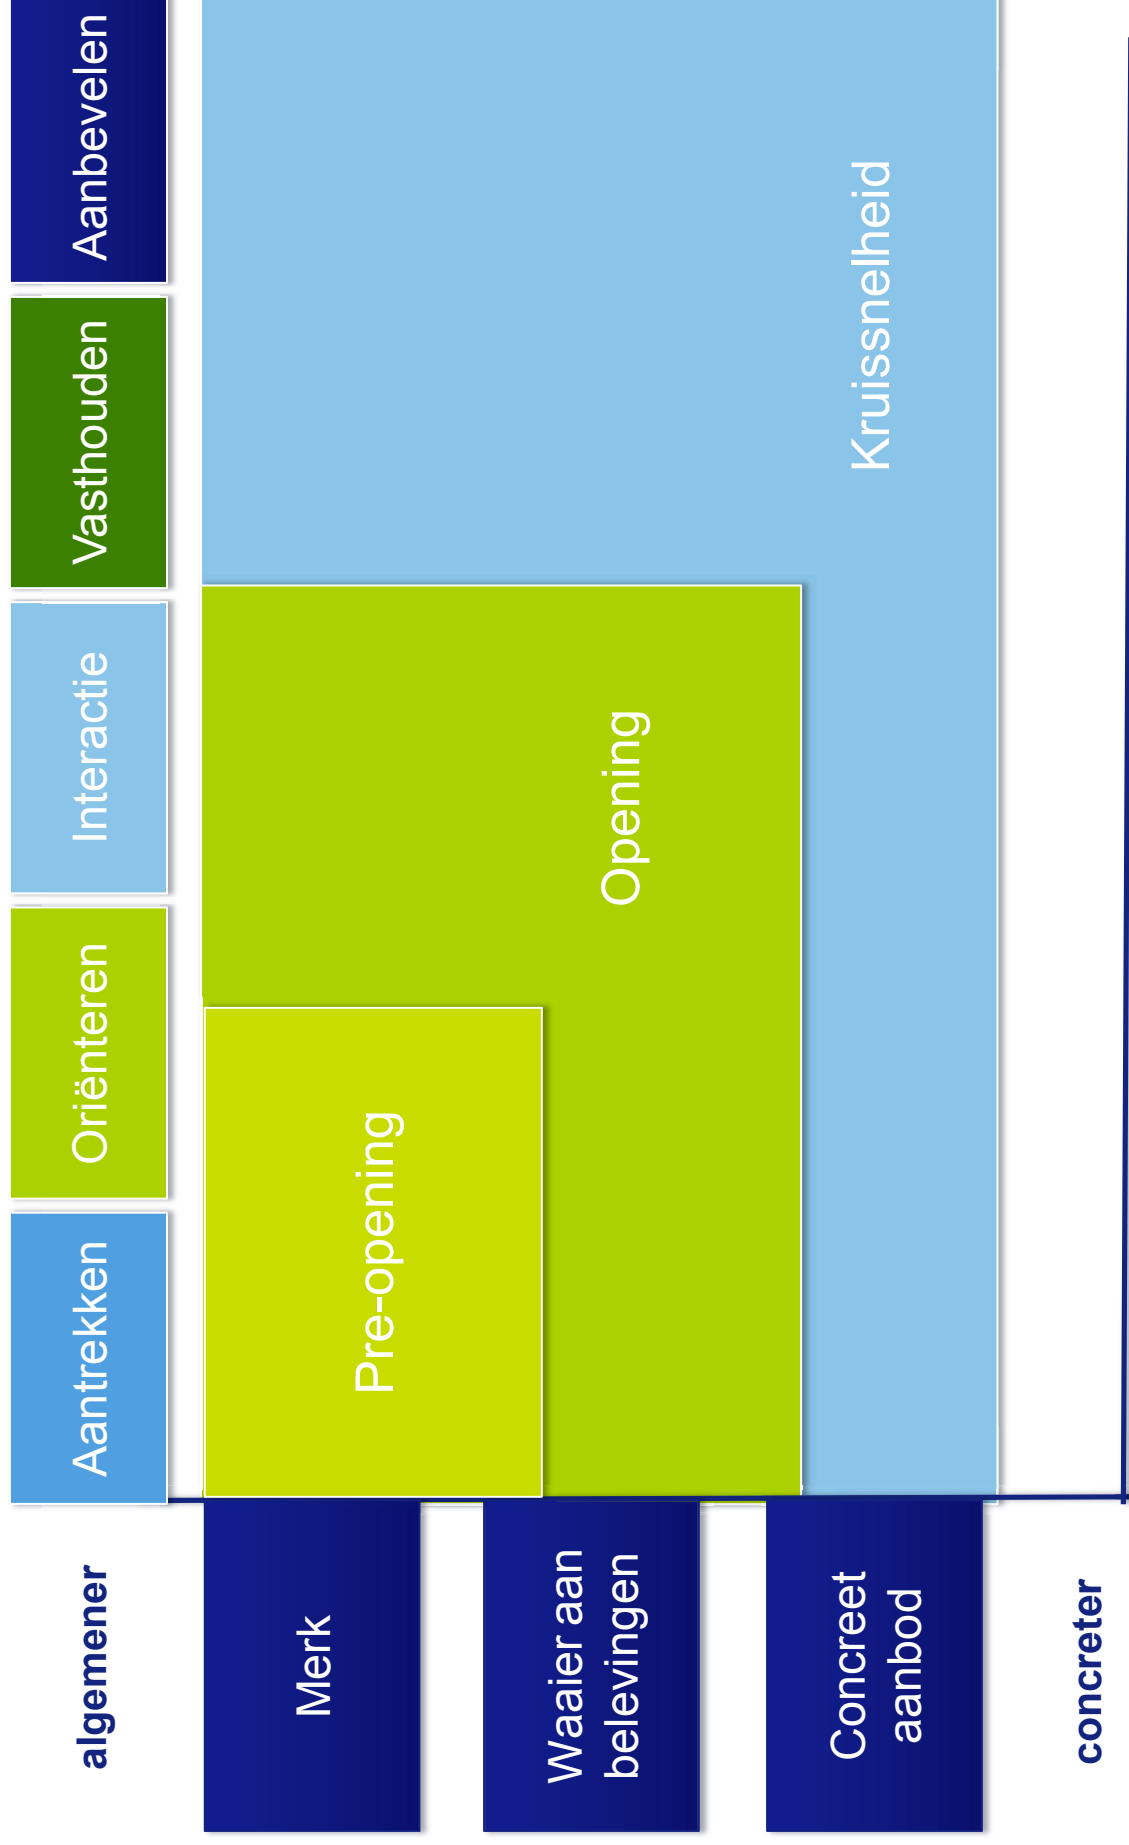 Aantrekken
Oriënteren
Interactie
Vasthouden
Aanbevelen
algemener
Merk
Waaier aan
belevingen
Concreet
aanbod
concreter
Pre-opening
Opening
Kruissnelheid